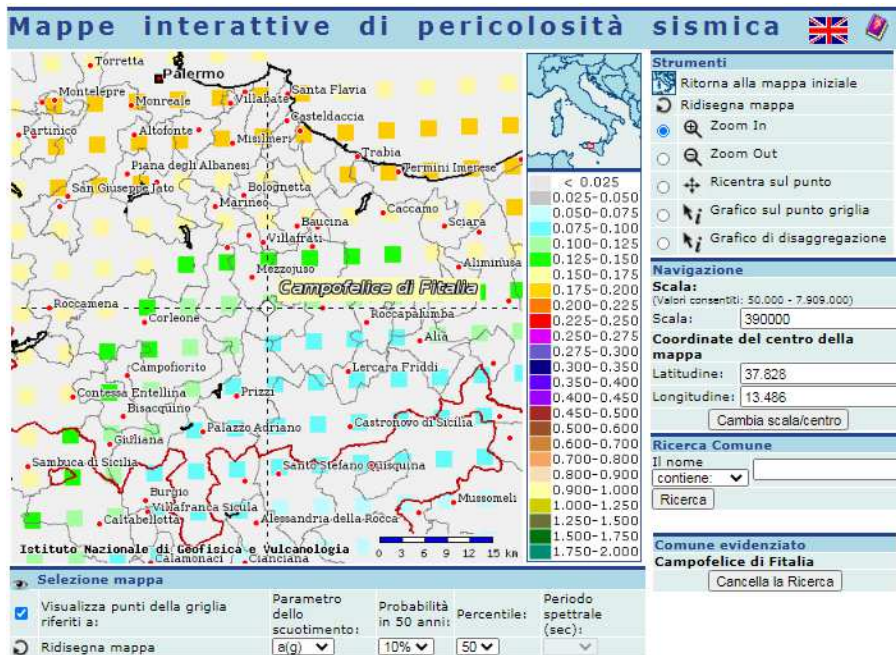 Mappe interattive di pericolosità sismica
Torretta
Palermo
Montelepre
Monreale
Villabate
Santa Flavia
Casteldaccia
Partinico
Altofonte
Misilmeri
Trabia
Piana degli Albanesi
Termini Imerese
San Giuseppe Jato
Bolognetta
Marineo
Caccamo
Baucina
Sciara
Villafrati
Mezzojuso
Aliminusa
Campofelice di Fitalia
Roccamena
Corleone
Roccapalumba
Alia
Campofiorito
Lercara Friddi
Contessa Entellina
Prizzi
Bisacquino
Palazzo Adriano
Castronovo di Sicilia
Giuliana
Sambuca di Sicilia
Santo Stefano Quisquina
Burgio
Mussomeli
Villafranca Sicula
Caltabellotta
Alessandria della Rocca
Istituto Nazionale di Geofisica e Vulcanologia
0 3 6 9 12 15 km
Calamonaci
Cianciana
< 0.025
0.025-0.050
0.050-0.075
0.075-0.100
0.100-0.125
0.125-0.150
0.150-0.175
0.175-0.200
0.200-0.225
0.225-0.250
0.250-0.275
0.275-0.300
0.300-0.350
0.350-0.400
0.400-0.450
0.450-0.500
0.500-0.600
0.600-0.700
0.700-0.800
0.800-0.900
0.900-1.000
1.000-1.250
1.250-1.500
1.500-1.750
1.750-2.000
Strumenti
Ritorna alla mappa iniziale
Ridisegna mappa
Zoom In
Zoom Out
Ricentra sul punto
Grafico sul punto griglia
Grafico di disaggregazione
Navigazione
Scala:
(Valori consentiti: 50.000 - 7.909.000)
Scala: 390000
Coordinate del centro della
mappa
Latitudine: 37.828
Longitudine: 13.486
Cambia scala/centro
Ricerca Comune
Il nome
contiene:
Ricerca
Comune evidenziato
Campofelice di Fitalia
Cancella la Ricerca
Selezione mappa
Visualizza punti della griglia
riferiti a:
Parametro
dello
scuotimento:
Probabilità
in 50 anni:
Percentile:
Periodo
spettrale
(sec):
Ridisegna mappa
a(g)
10%
50